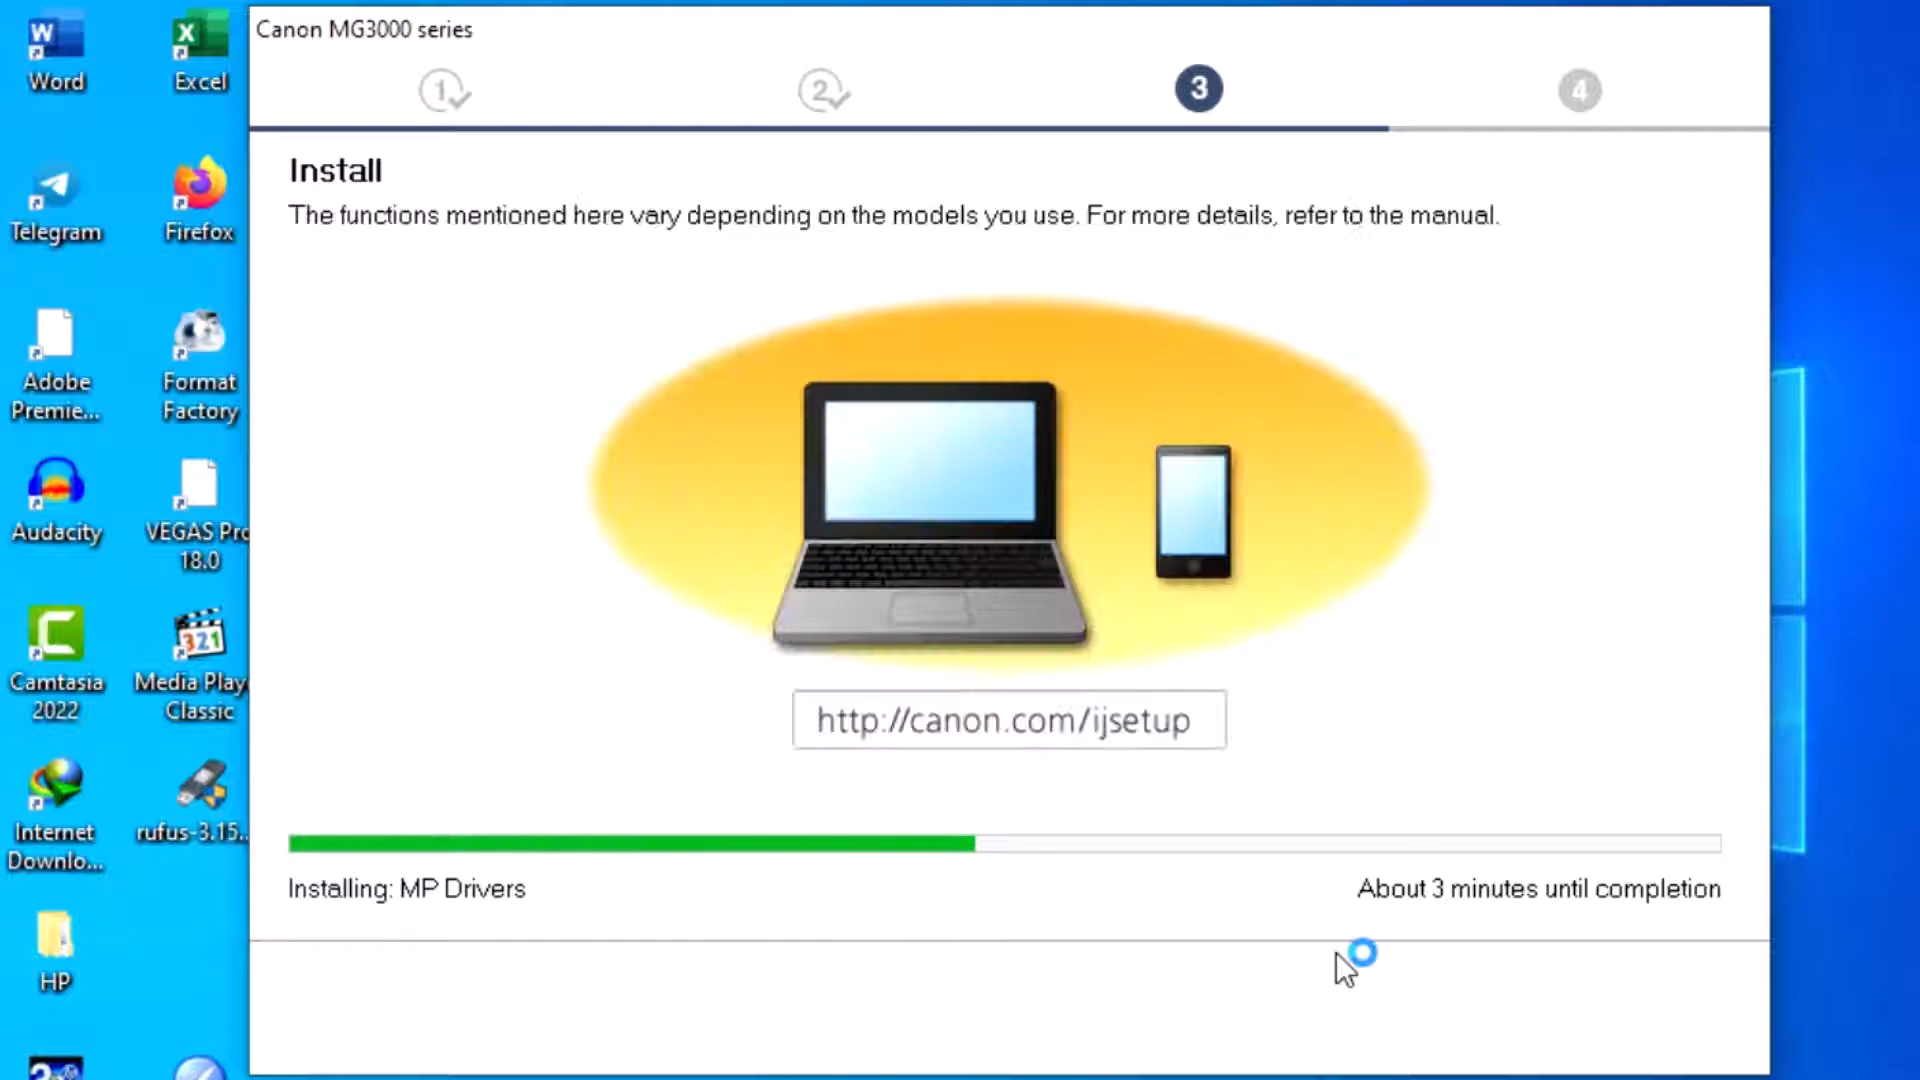 Canon MG3000 series
1
2
3
4
Install
The functions mentioned here vary depending on the models you use. For more details, refer to the manual.
http://canon.com/ijsetup
Installing: MP Drivers
About 3 minutes until completion
W
Word
X
Excel
Telegram
Firefox
Adobe
Premie...
Format
Factory
Audacity
VEGAS Pro
18.0
C
Camtasia
2022
321
Media Play
Classic
Internet
Downlo...
rufus-3.15...
HP